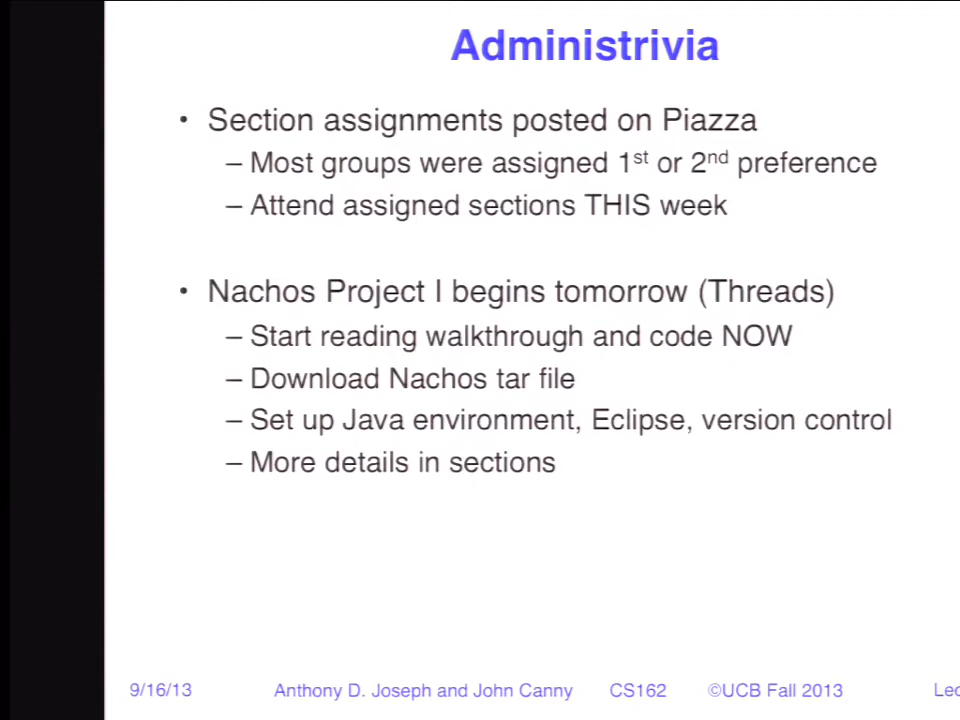 Administrivia
• Section assignments posted on Piazza
– Most groups were assigned 1st or 2nd preference
– Attend assigned sections THIS week
• Nachos Project I begins tomorrow (Threads)
– Start reading walkthrough and code NOW
– Download Nachos tar file
– Set up Java environment, Eclipse, version control
– More details in sections
9/16/13 Anthony D. Joseph and John Canny CS162 ©UCB Fall 2013